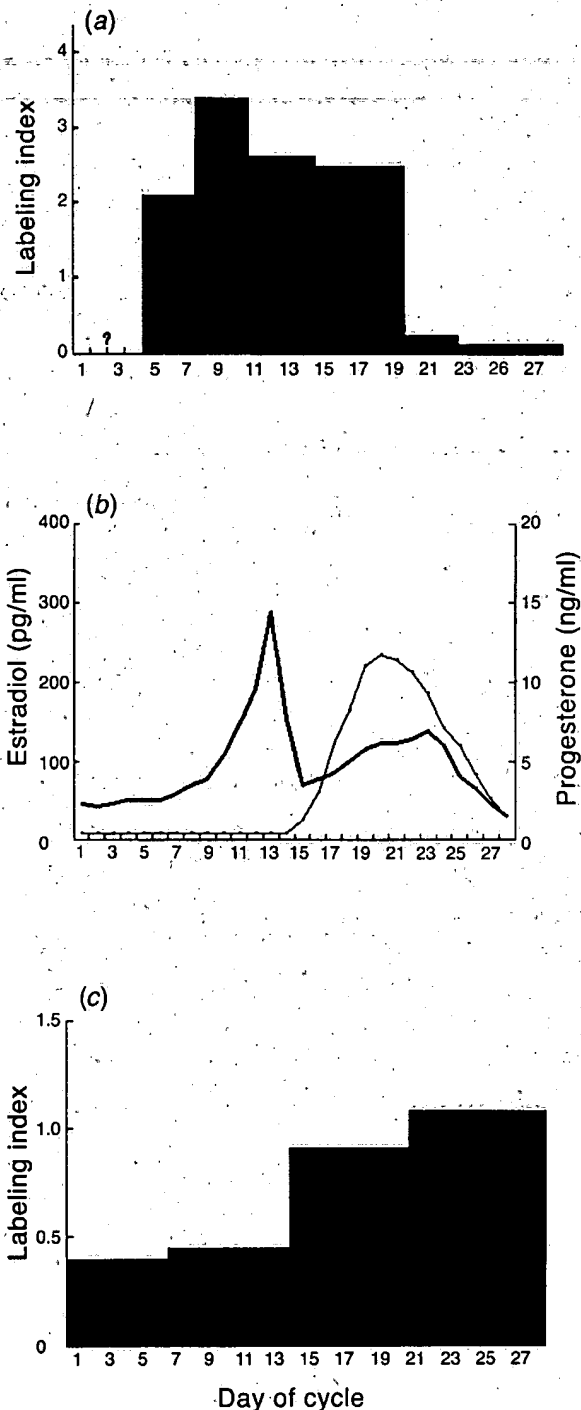 (a)
Labeling index
4
3
2
1
0
?
1 3 5 7 9 11 13 15 17 19 21 23 26 27
(b)
Estradiol (pg/ml)
400
300
200
100
0
Progesterone (ng/ml)
20
15
10
5
0
1 3 5 7 9 11 13 15 17 19 21 23 25 27
(c)
Labeling index
1.5
1.0
0.5
0
1 3 5 7 9 11 13 15 17 19 21 23 25 27
Day of cycle